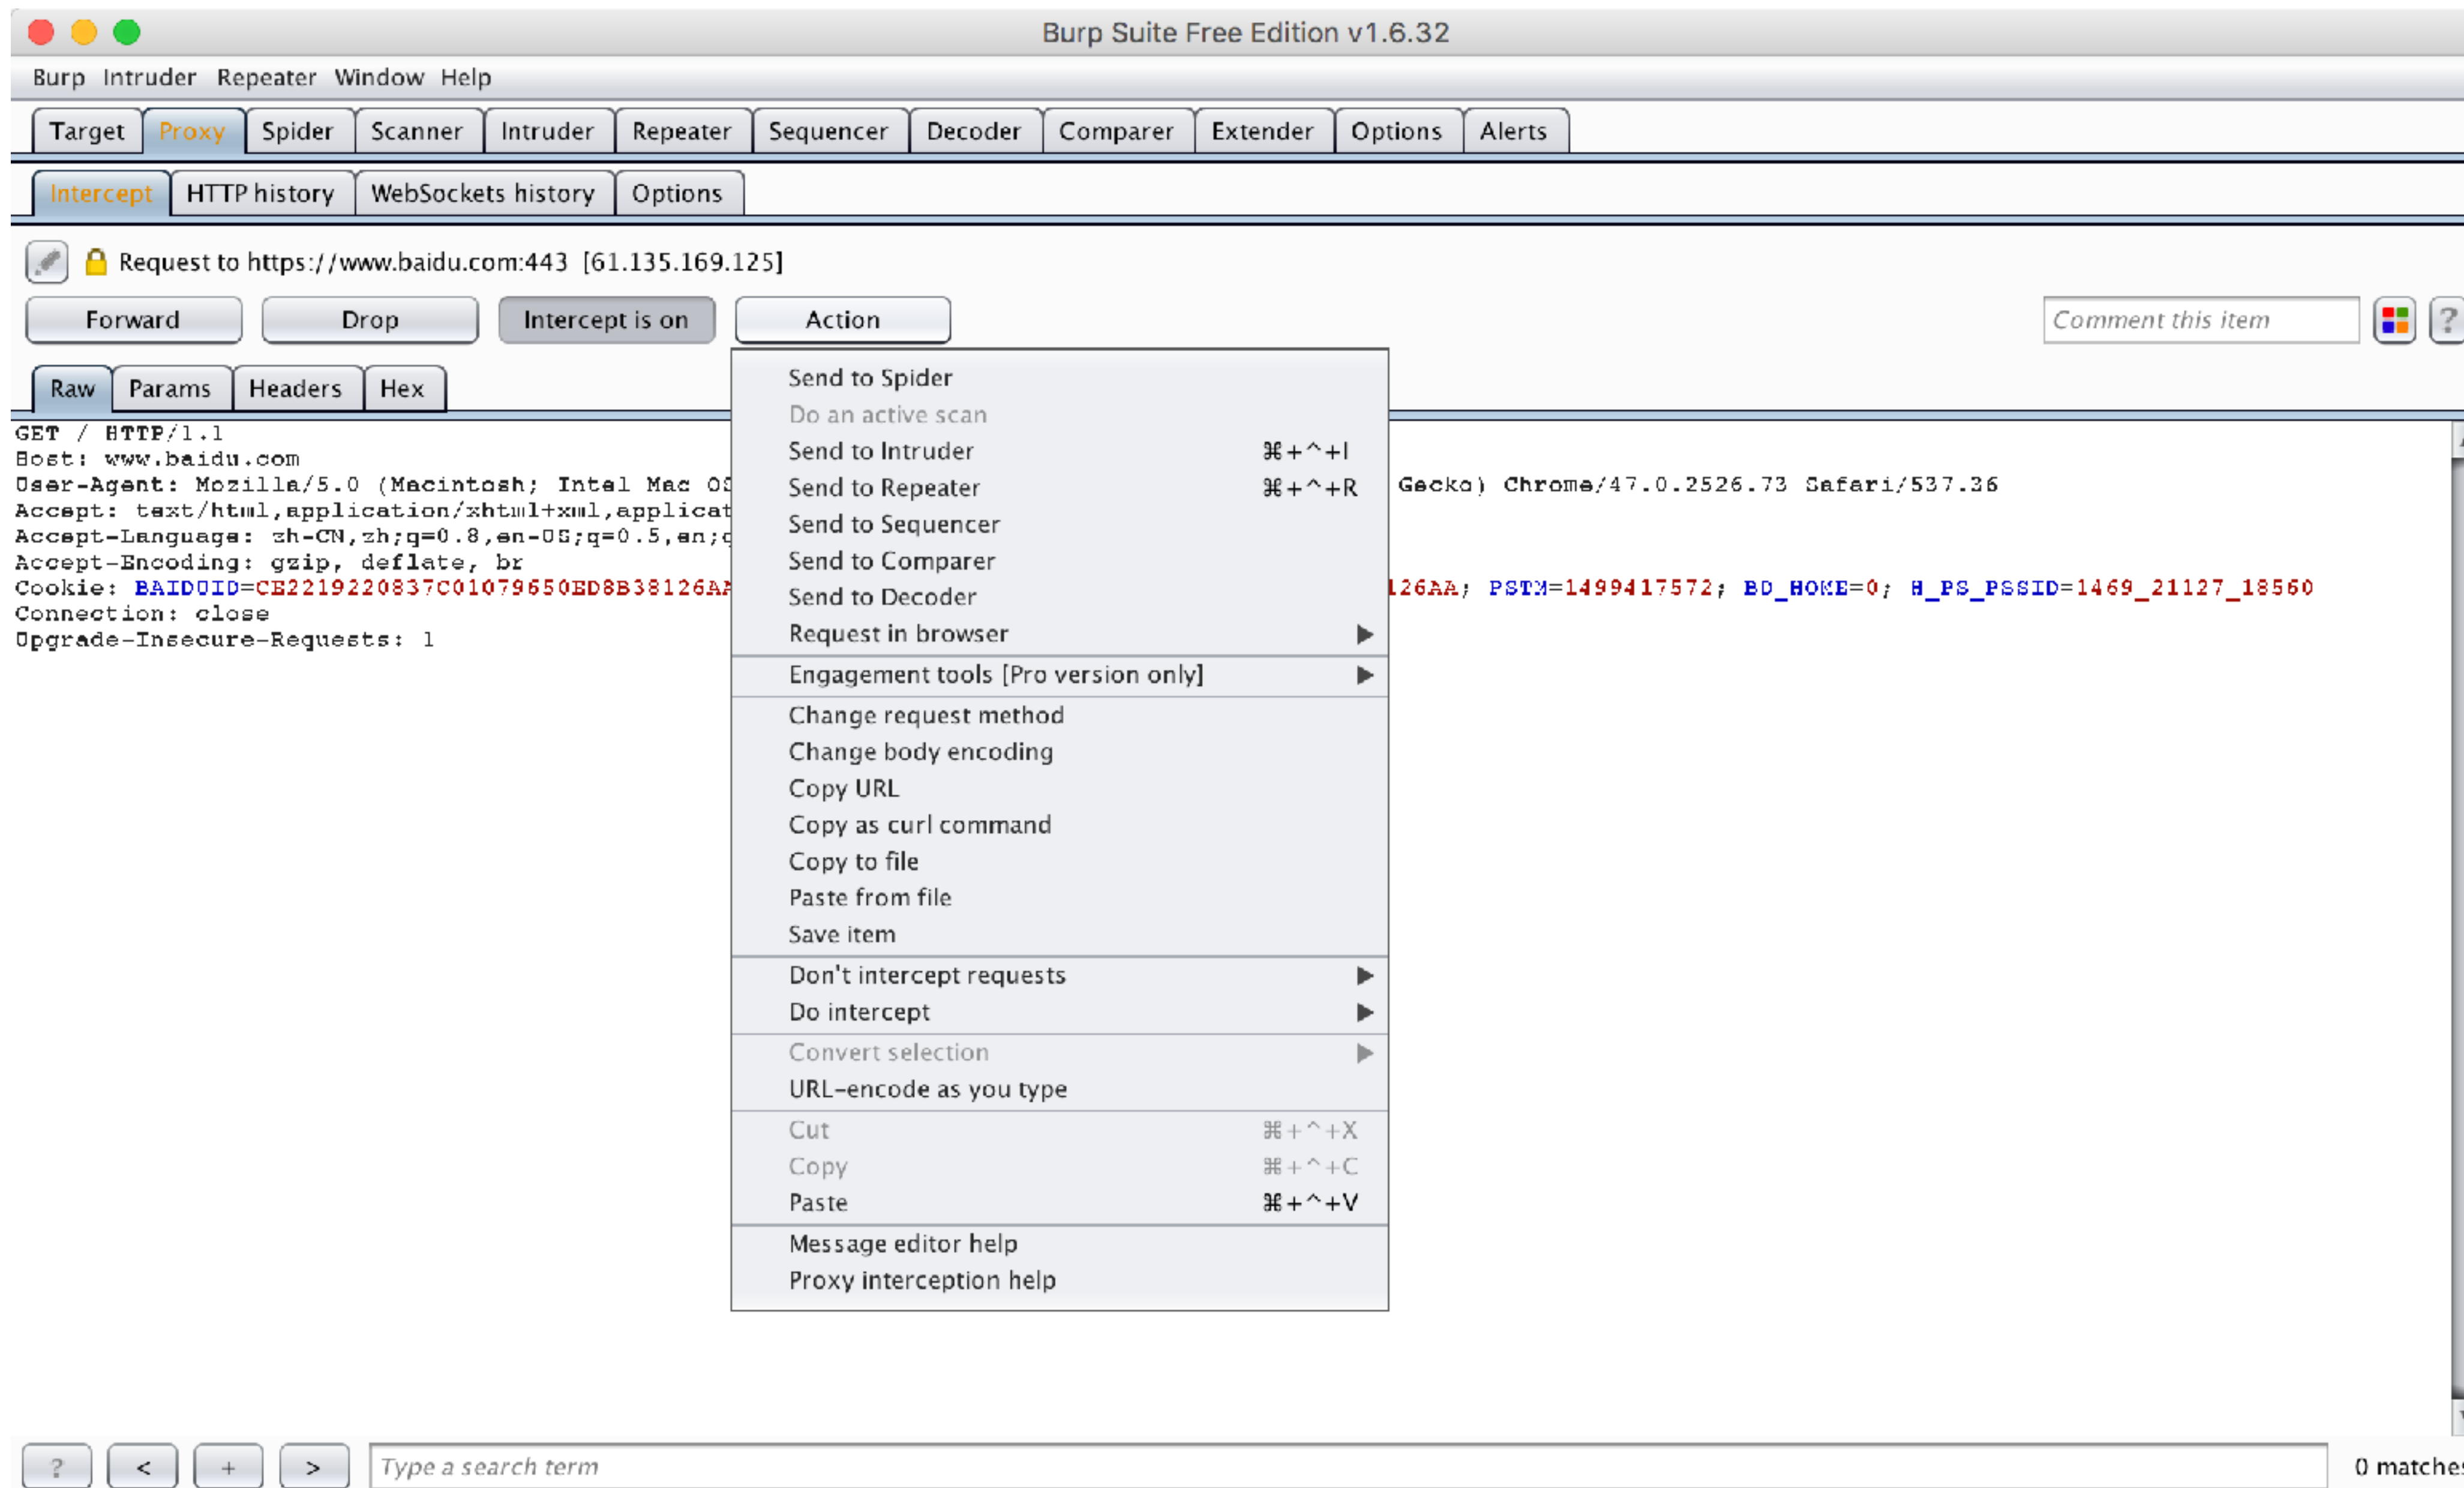 Burp Suite Free Edition v1.6.32
Burp Intruder Repeater Window Help
Target Proxy Spider Scanner Intruder Repeater Sequencer Decoder Comparer Extender Options Alerts
Intercept HTTP history WebSockets history Options
Request to https://www.baidu.com:443 [61.135.169.125]
Forward Drop Intercept is on Action Comment this item ?
Raw Params Headers Hex
GET / HTTP/1.1
Host: www.baidu.com
User-Agent: Mozilla/5.0 (Macintosh; Intel Mac OS Gecko) Chrome/47.0.2526.73 Safari/537.36
Accept: text/html,application/xhtml+xml,applicat
Accept-Language: zh-CN,zh;q=0.8,en-US;q=0.5,en;q
Accept-Encoding: gzip, deflate, br
Cookie: BAIDUID=CE2219220837C01079650ED8B38126AA 126AA; PSTM=1499417572; BD_HOME=0; H_PS_PSSID=1469_21127_18560
Connection: close
Upgrade-Insecure-Requests: 1
Send to Spider
Do an active scan
Send to Intruder ⌘+^+I
Send to Repeater ⌘+^+R
Send to Sequencer
Send to Comparer
Send to Decoder
Request in browser
Engagement tools [Pro version only]
Change request method
Change body encoding
Copy URL
Copy as curl command
Copy to file
Paste from file
Save item
Don't intercept requests
Do intercept
Convert selection
URL-encode as you type
Cut ⌘+^+X
Copy ⌘+^+C
Paste ⌘+^+V
Message editor help
Proxy interception help
? < + > Type a search term 0 matches